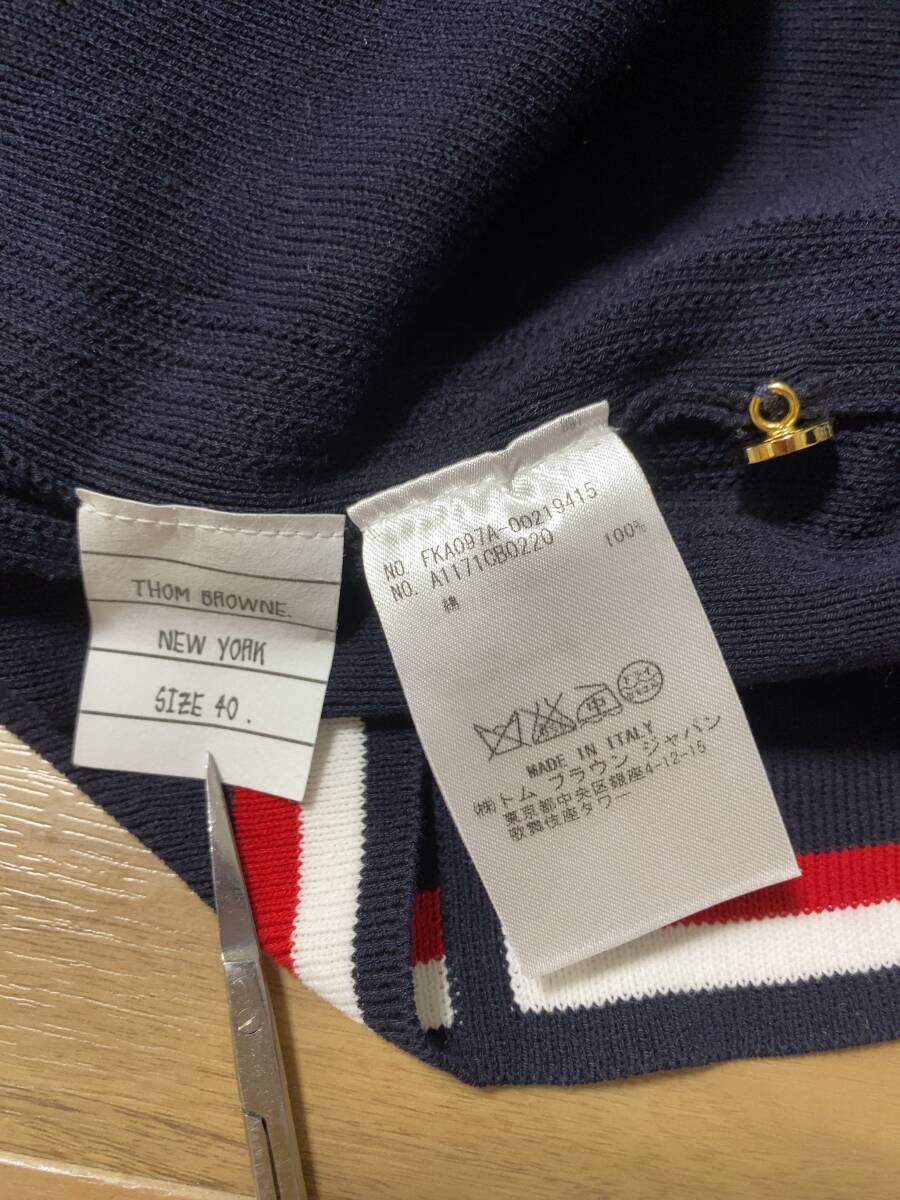 THOM BROWNE.
NEW YORK
SIZE 40.
NO. FKA097A-00219415
NO. A1171CB0220
綿 100%
中
MADE IN ITALY
(株)トム ブラウン ジャパン
東京都中央区銀座4-12-15
歌舞伎座タワー